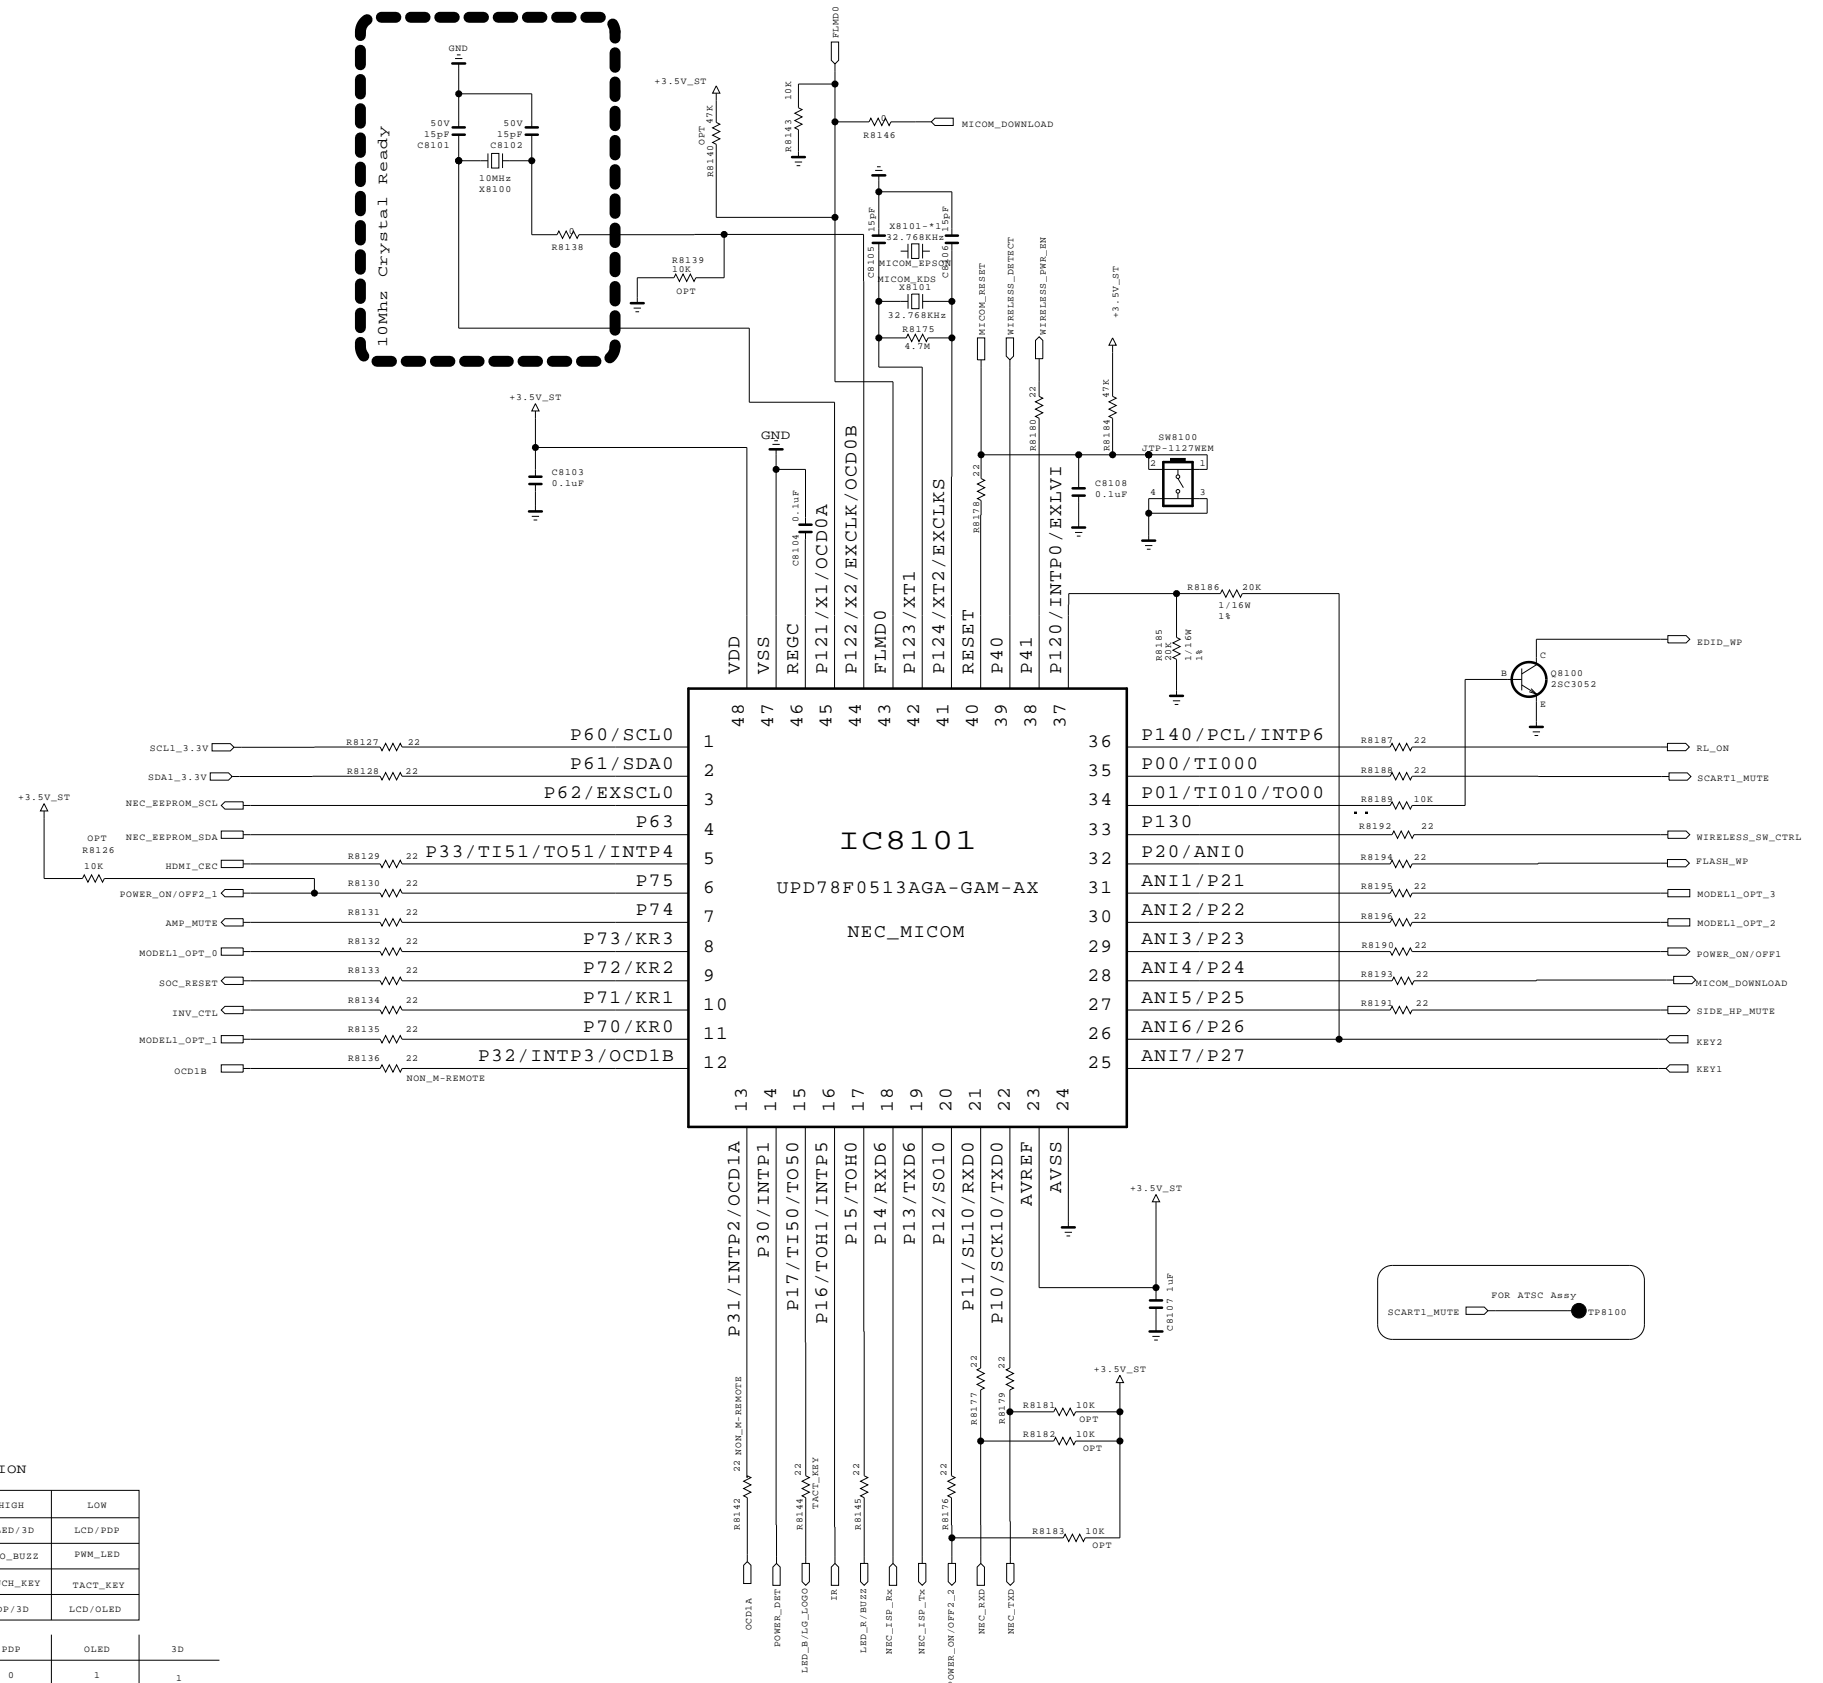 10Mhz Crystal Ready
GND
50V
15pF
C8101
50V
15pF
C8102
10MHz
X8100
0
R8138
+3.5V_ST
OPT 47K
R8140
10K
R8143
FLMD0
0
R8146
MICOM_DOWNLOAD
R8139
10K
OPT
15pF
C8105
15pF
C8106
X8101-*1
32.768KHz
MICOM_EPSON
MICOM_KDS
X8101
32.768KHz
R8175
4.7M
MICOM_RESET
WIRELESS_DETECT
WIRELESS_PWR_EN
+3.5V_ST
22
R8180
47K
R8184
22
R8178
C8108
0.1uF
SW8100
JTP-1127WEM
2 1
4 3
+3.5V_ST
C8103
0.1uF
GND
C8104 0.1uF
VDD
VSS
REGC
P121/X1/OCD0A
P122/X2/EXCLK/OCD0B
FLMD0
P123/XT1
P124/XT2/EXCLKS
RESET
P40
P41
P120/INTP0/EXLVI
R8186 20K
1/16W
1%
R8185
20K
1/16W
1%
EDID_WP
C
B
E
Q8100
2SC3052
48 47 46 45 44 43 42 41 40 39 38 37
IC8101
UPD78F0513AGA-GAM-AX
NEC_MICOM
SCL1_3.3V R8127 22 P60/SCL0 1
SDA1_3.3V R8128 22 P61/SDA0 2
NEC_EEPROM_SCL P62/EXSCL0 3
NEC_EEPROM_SDA P63 4
HDMI_CEC R8129 22 P33/TI51/TO51/INTP4 5
POWER_ON/OFF2_1 R8130 22 P75 6
AMP_MUTE R8131 22 P74 7
MODEL1_OPT_0 R8132 22 P73/KR3 8
SOC_RESET R8133 22 P72/KR2 9
INV_CTL R8134 22 P71/KR1 10
MODEL1_OPT_1 R8135 22 P70/KR0 11
OCD1B R8136 22 P32/INTP3/OCD1B 12
NON_M-REMOTE
+3.5V_ST
OPT
R8126
10K
36 P140/PCL/INTP6 R8187 22 RL_ON
35 P00/TI000 R8188 22 SCART1_MUTE
34 P01/TI010/TO00 R8189 10K
33 P130 R8192 22 WIRELESS_SW_CTRL
32 P20/ANI0 R8194 22 FLASH_WP
31 ANI1/P21 R8195 22 MODEL1_OPT_3
30 ANI2/P22 R8196 22 MODEL1_OPT_2
29 ANI3/P23 R8190 22 POWER_ON/OFF1
28 ANI4/P24 R8193 22 MICOM_DOWNLOAD
27 ANI5/P25 R8191 22 SIDE_HP_MUTE
26 ANI6/P26 KEY2
25 ANI7/P27 KEY1
13 14 15 16 17 18 19 20 21 22 23 24
P31/INTP2/OCD1A
P30/INTP1
P17/TI50/TO50
P16/TOH1/INTP5
P15/TOH0
P14/RXD6
P13/TXD6
P12/SO10
P11/SL10/RXD0
P10/SCK10/TXD0
AVREF
AVSS
+3.5V_ST
C8107 1uF
R8142 22 NON_M-REMOTE
R8144 22
TACT_KEY
R8145 22
R8176 22
R8177 22
R8179 22
+3.5V_ST
R8181 10K
OPT
R8182 10K
OPT
R8183 10K
OPT
OCD1A
POWER_DET
LED_B/LG_LOGO
IR
LED_R/BUZZ
NEC_ISP_Rx
NEC_ISP_Tx
POWER_ON/OFF2_2
NEC_RXD
NEC_TXD
FOR ATSC Assy
SCART1_MUTE TP8100
ION
HIGH LOW
ED/3D LCD/PDP
O_BUZZ PWM_LED
CH_KEY TACT_KEY
DP/3D LCD/OLED
PDP OLED 3D
0 1 1